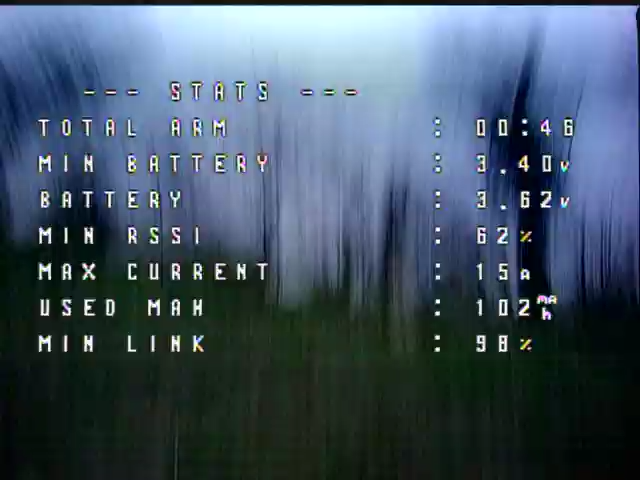 --- STATS ---
TOTAL ARM : 00:46
MIN BATTERY : 3.40V
BATTERY : 3.62V
MIN RSSI : 62%
MAX CURRENT : 15A
USED MAH : 102mAh
MIN LINK : 98%